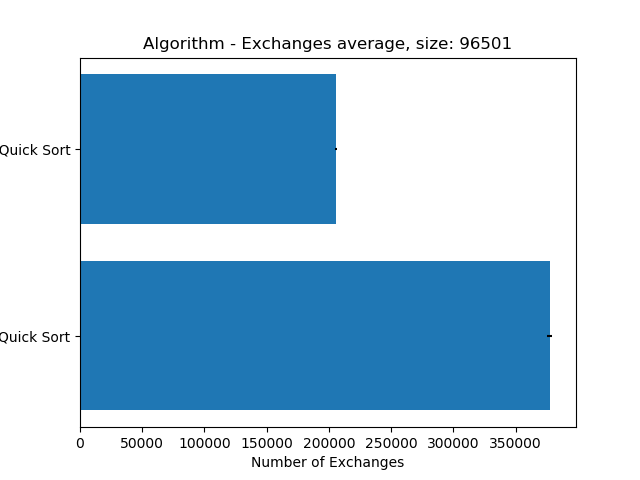 Algorithm - Exchanges average, size: 96501
Quick Sort
Quick Sort
0 50000 100000 150000 200000 250000 300000 350000
Number of Exchanges